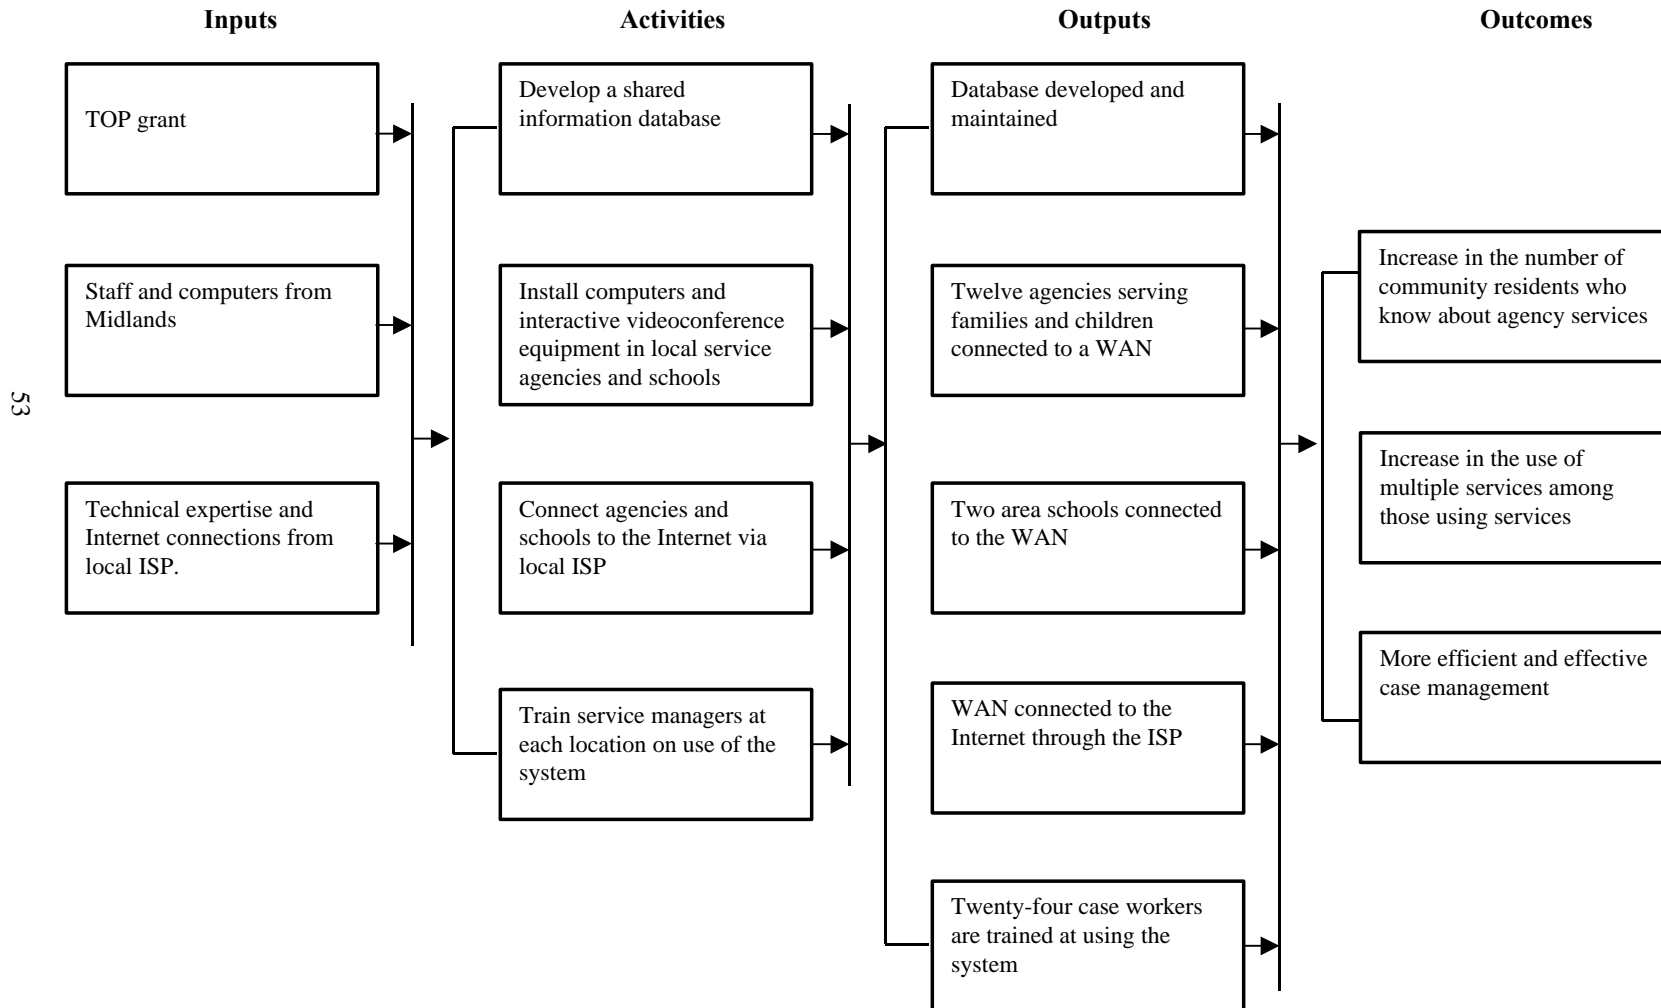 Inputs
Activities
Outputs
Outcomes
TOP grant
Staff and computers from
Midlands
Technical expertise and
Internet connections from
local ISP.
Develop a shared
information database
Install computers and
interactive videoconference
equipment in local service
agencies and schools
Connect agencies and
schools to the Internet via
local ISP
Train service managers at
each location on use of the
system
Database developed and
maintained
Twelve agencies serving
families and children
connected to a WAN
Two area schools connected
to the WAN
WAN connected to the
Internet through the ISP
Twenty-four case workers
are trained at using the
system
Increase in the number of
community residents who
know about agency services
Increase in the use of
multiple services among
those using services
More efficient and effective
case management
53